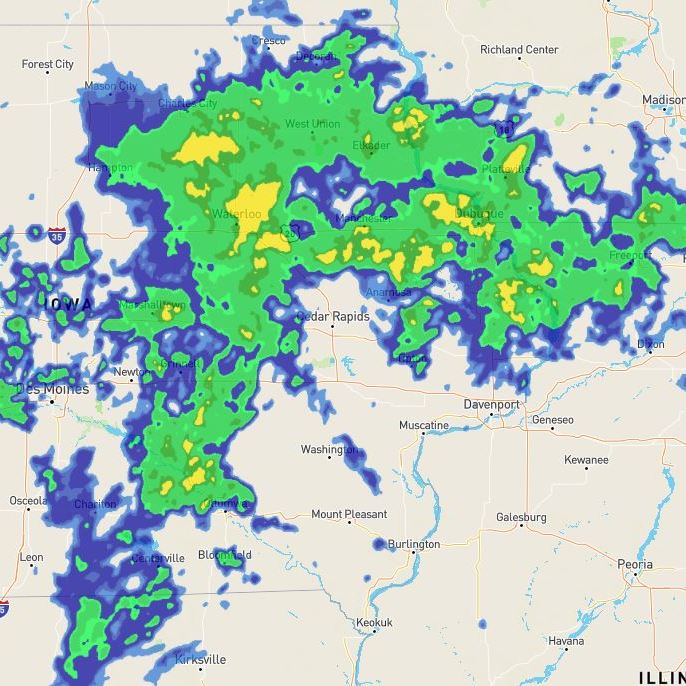 Cresco
Decorah
Richland Center
Forest City
Mason City
Charles City
Madison
West Union
18
Elkader
Hampton
Platteville
Waterloo
Manchester
Dubuque
20
35
Freeport
Anamosa
IOWA
Marshalltown
Cedar Rapids
Dixon
Grinnell
Tipton
Newton
Des Moines
Davenport
Muscatine
Geneseo
Washington
Kewanee
Osceola
Chariton
Ottumwa
Mount Pleasant
Galesburg
Burlington
Leon
Centerville
Bloomfield
Peoria
5
Keokuk
Havana
Kirksville
ILLIN